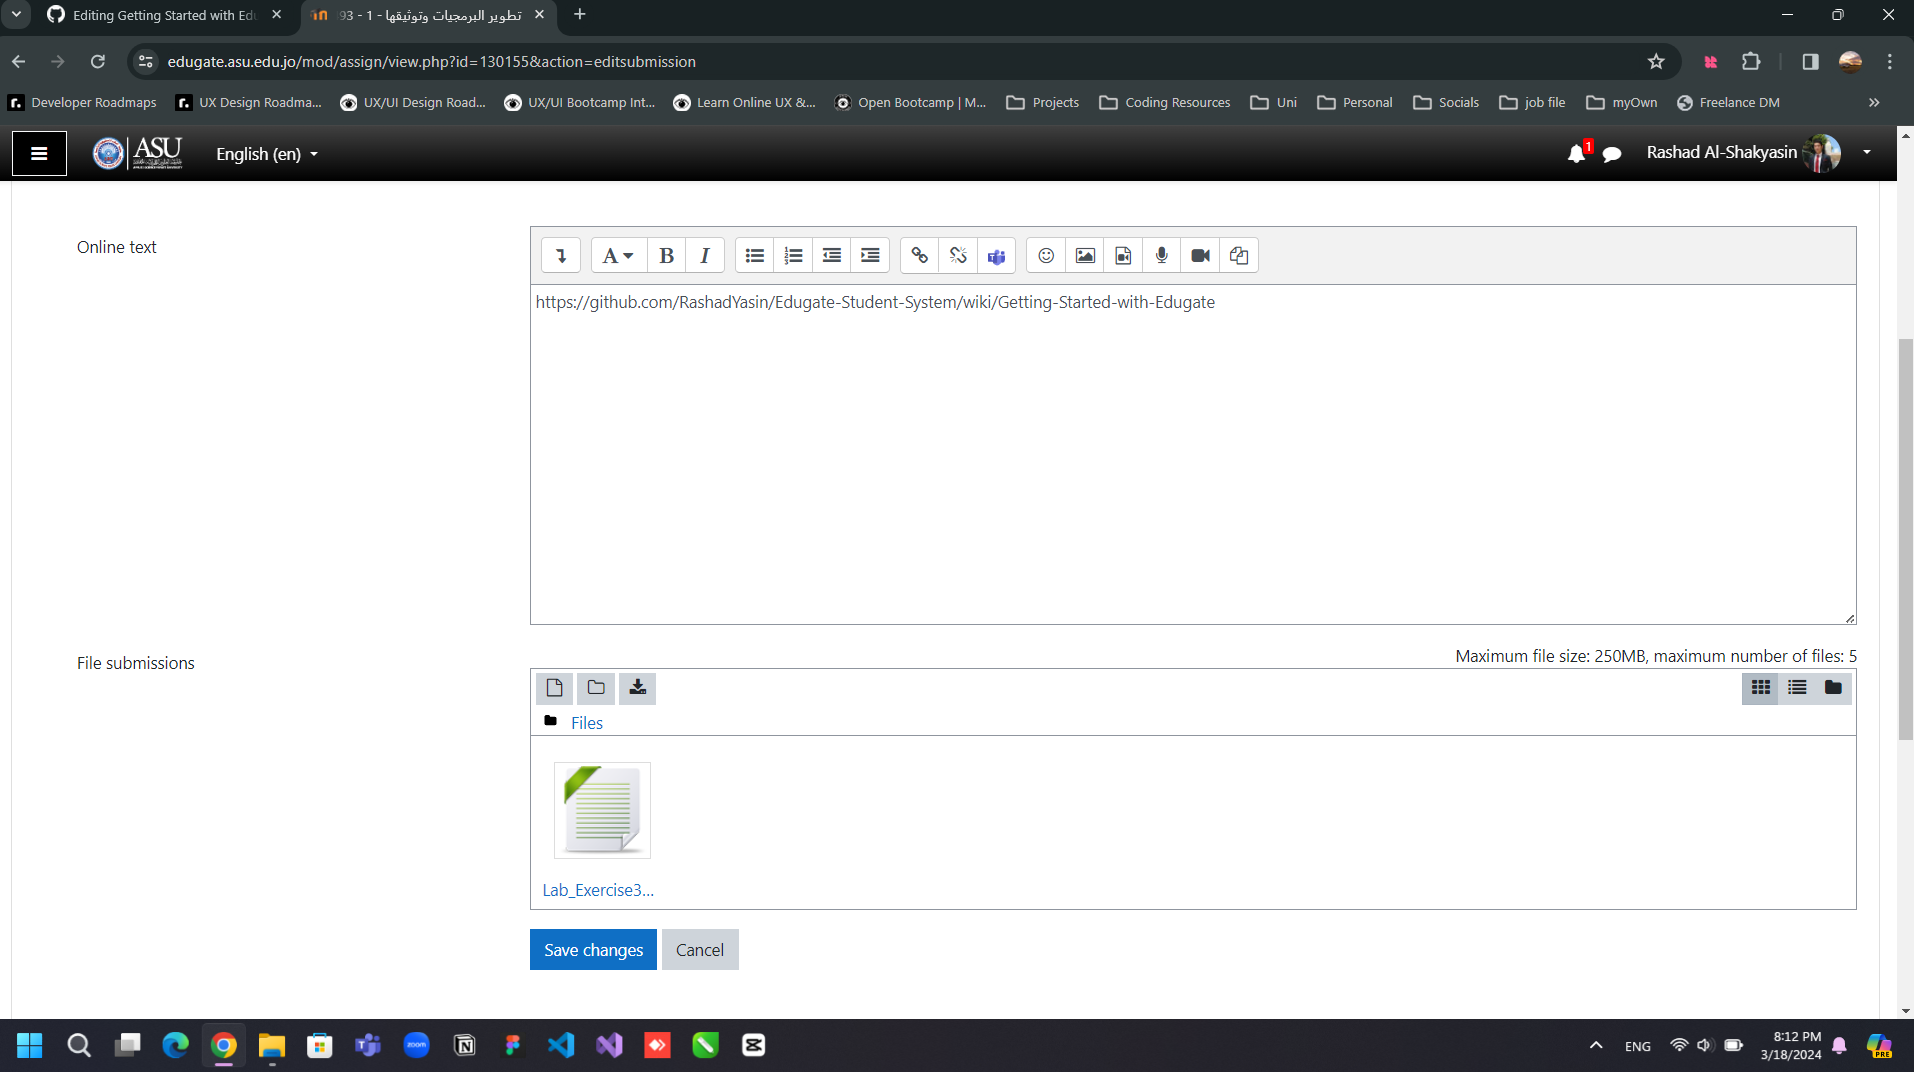 Editing Getting Started with Edu
تطوير البرمجيات وتوثيقها - 1 - 93
edugate.asu.edu.jo/mod/assign/view.php?id=130155&action=editsubmission
Developer Roadmaps
UX Design Roadma...
UX/UI Design Road...
UX/UI Bootcamp Int...
Learn Online UX &...
Open Bootcamp | M...
Projects
Coding Resources
Uni
Personal
Socials
job file
myOwn
Freelance DM
»
ASU
English (en)
1
Rashad Al-Shakyasin
Online text
A
B
I
https://github.com/RashadYasin/Edugate-Student-System/wiki/Getting-Started-with-Edugate
File submissions
Maximum file size: 250MB, maximum number of files: 5
Files
Lab_Exercise3...
Save changes
Cancel
zoom
ENG
8:12 PM
3/18/2024
PRE